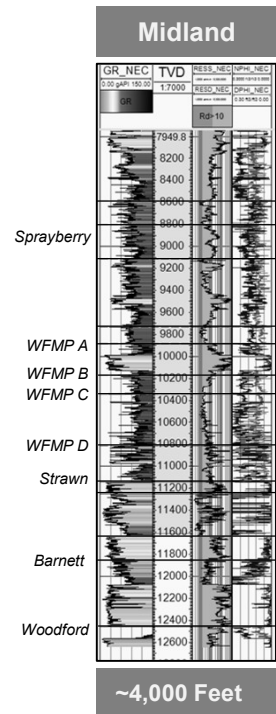 Midland
GR_NEC TVD RESS_NEC NPHI_NEC
0.00 gAPI 150.00 1:7000
RESD_NEC DPHI_NEC
GR Rd>10
7949.8
8200
8400
8600
8800
Sprayberry
9000
9200
9400
9600
9800
WFMP A
10000
WFMP B
10200
WFMP C
10400
10600
WFMP D
10800
11000
Strawn
11200
11400
11600
Barnett
11800
12000
12200
12400
Woodford
12600
~4,000 Feet